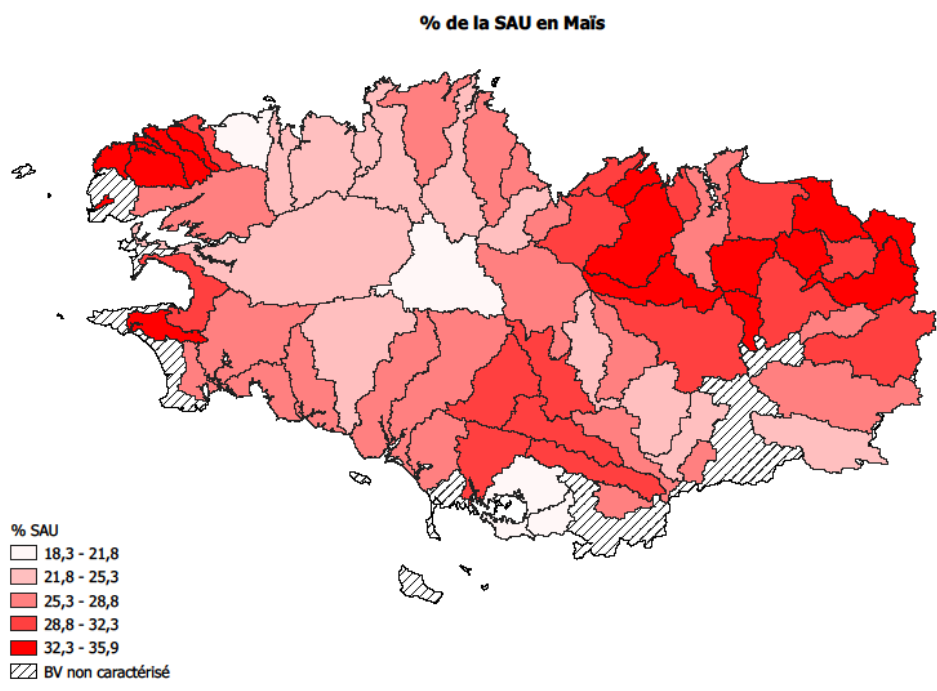 % de la SAU en Maïs
% SAU
18,3 - 21,8
21,8 - 25,3
25,3 - 28,8
28,8 - 32,3
32,3 - 35,9
BV non caractérisé